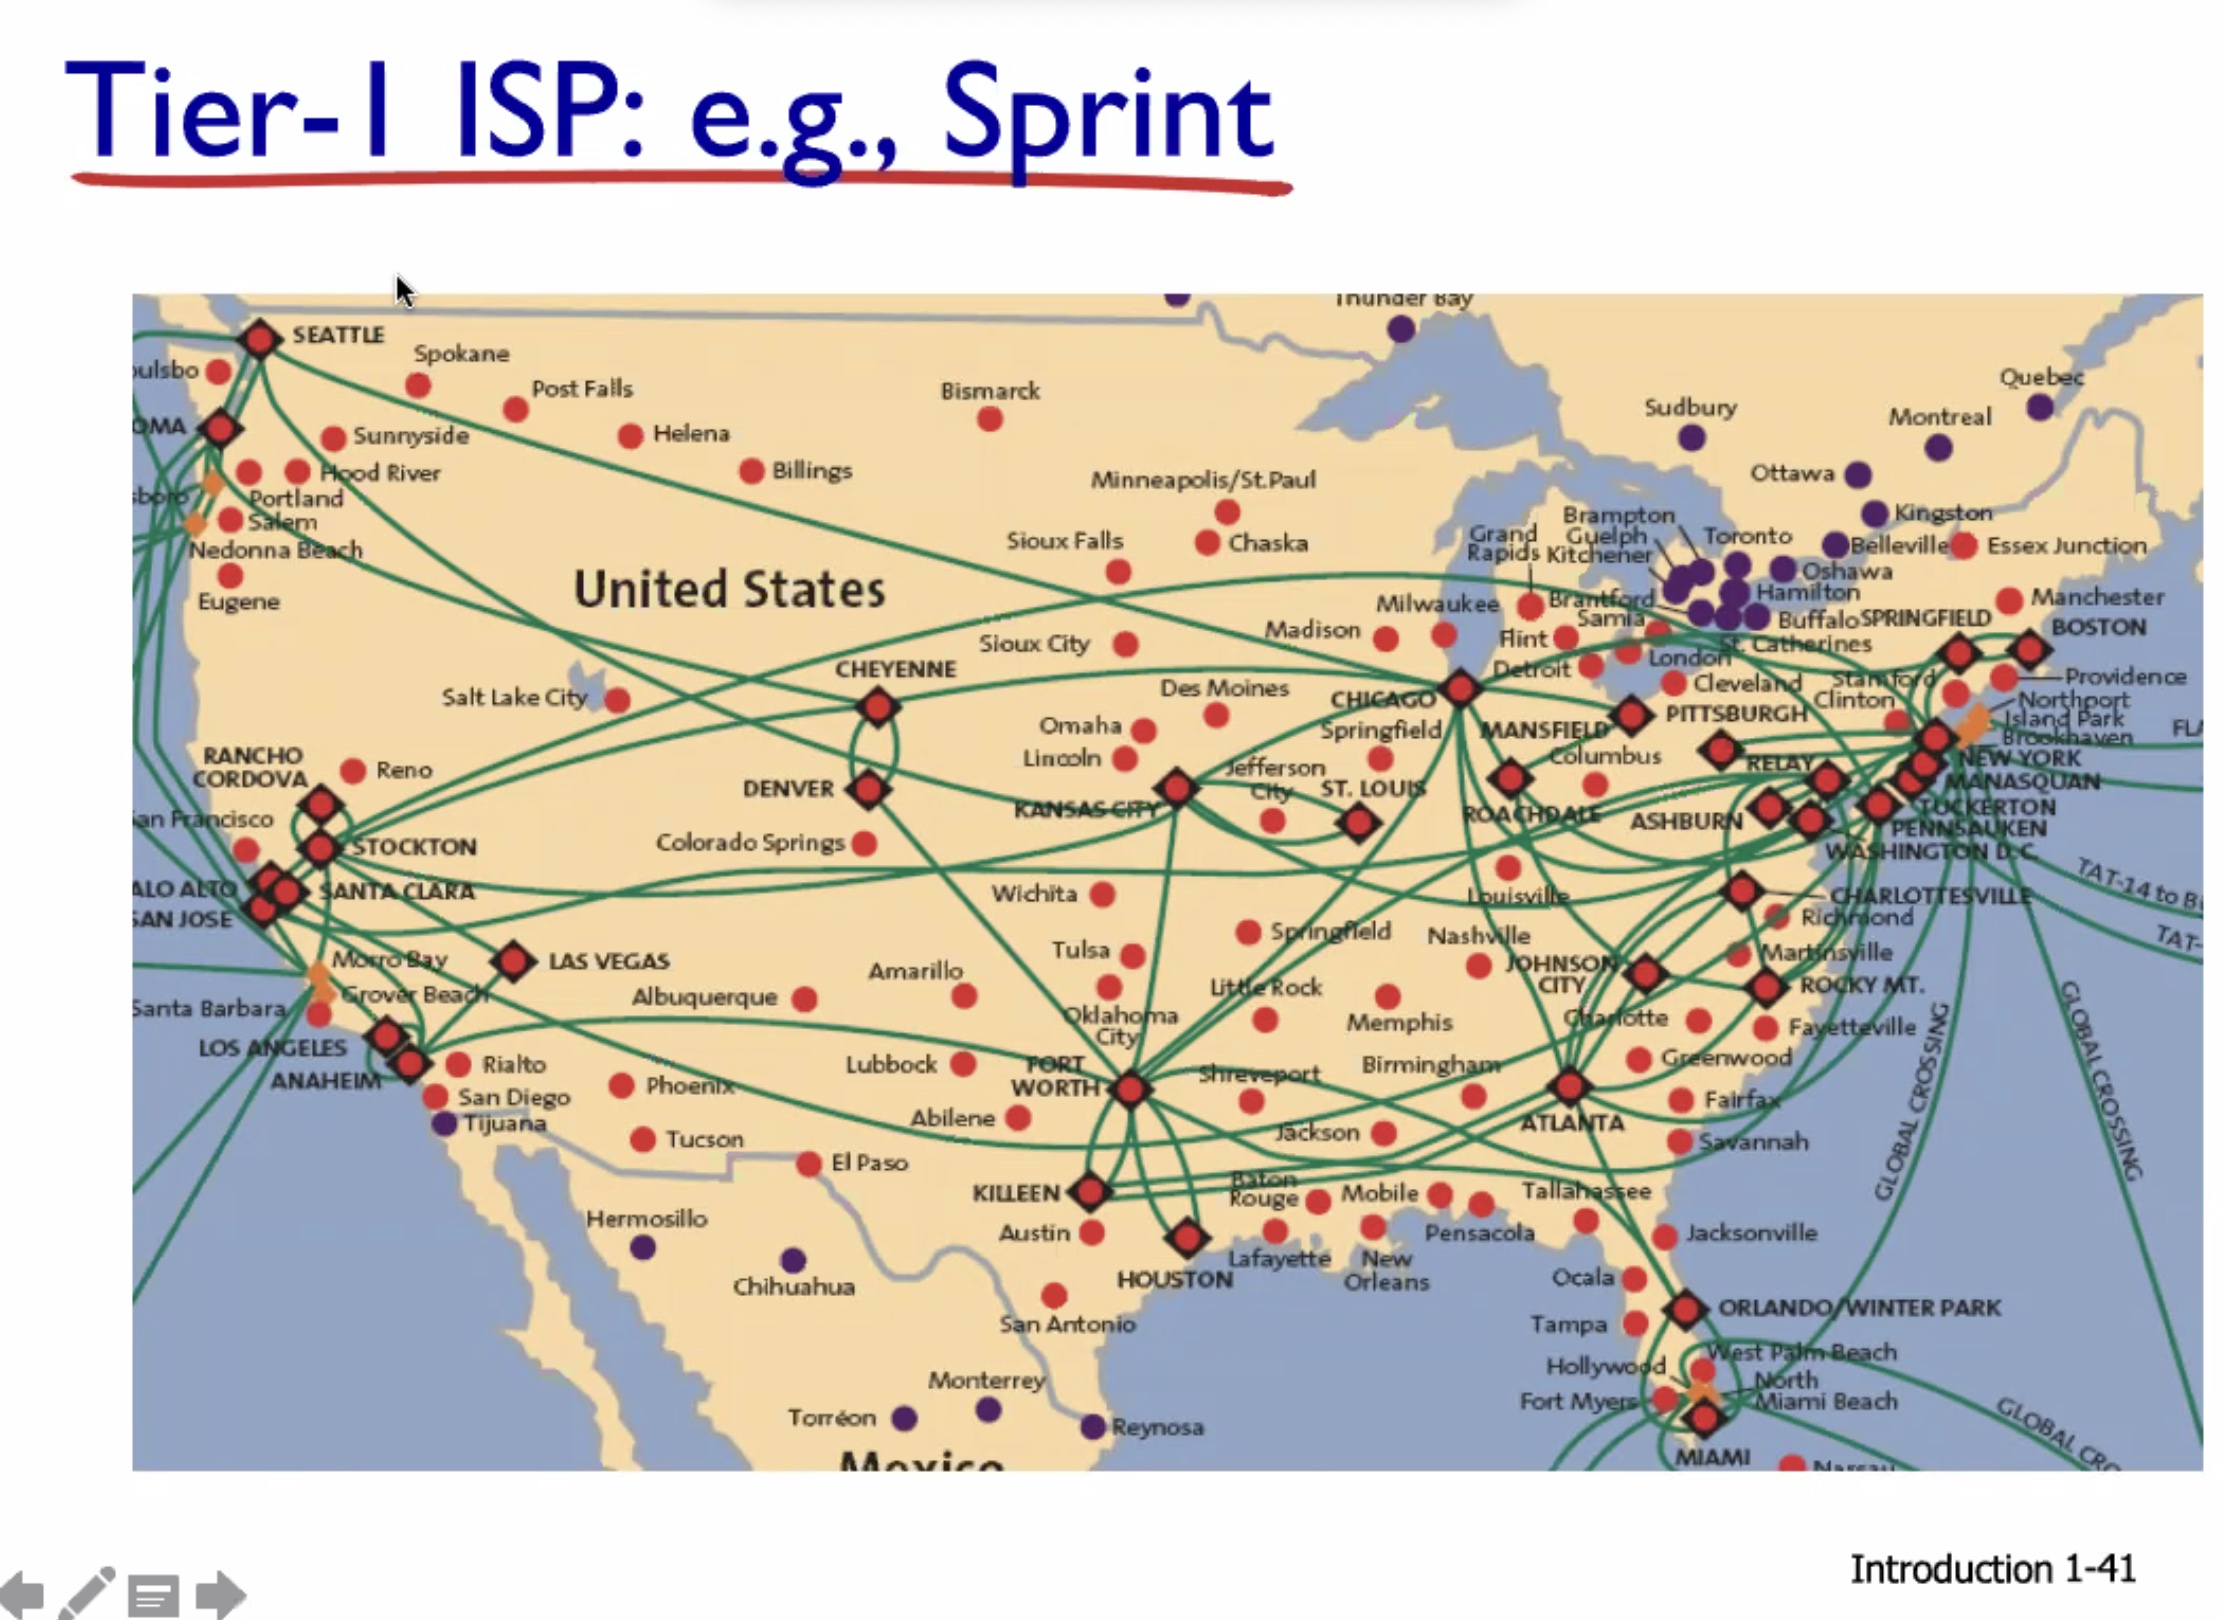 Tier-1 ISP: e.g., Sprint
Thunder Bay
SEATTLE
Spokane
Post Falls
Bismarck
Quebec
Sudbury
Montreal
oulsbo
OMA
Sunnyside
Helena
Billings
Hood River
Minneapolis/St.Paul
Ottawa
sboro
Portland
Salem
Kingston
Brampton
Grand
Rapids
Guelph
Kitchener
Toronto
Sioux Falls
Chaska
Belleville
Essex Junction
Nedonna Beach
Oshawa
United States
Hamilton
Eugene
Milwaukee
Brantford
Manchester
Buffalo
SPRINGFIELD
Madison
Flint
BOSTON
Sioux City
St. Catherines
London
CHEYENNE
Detroit
Salt Lake City
Des Moines
Cleveland
Stamford
Providence
CHICAGO
Clinton
Northport
Omaha
Springfield
MANSFIELD
PITTSBURGH
Island Park
Brookhaven
FLA
RANCHO
CORDOVA
Reno
Lincoln
Columbus
RELAY
NEW YORK
Jefferson
City
ST. LOUIS
DENVER
MANASQUAN
KANSAS CITY
ROACHDALE
ASHBURN
TUCKERTON
an Francisco
PENNSAUKEN
STOCKTON
Colorado Springs
WASHINGTON D.C.
ALO ALTO
SANTA CLARA
Wichita
Louisville
CHARLOTTESVILLE
TAT-14 to B
SAN JOSE
Richmond
Springfield
Nashville
TAT-
Morro Bay
LAS VEGAS
Tulsa
Martinsville
Amarillo
JOHNSON
CITY
Grover Beach
Albuquerque
Little Rock
ROCKY MT.
Santa Barbara
Oklahoma
City
Memphis
Charlotte
Fayetteville
LOS ANGELES
Rialto
Lubbock
FORT
WORTH
Birmingham
Greenwood
ANAHEIM
Phoenix
Shreveport
San Diego
Abilene
Fairfax
Tijuana
Tucson
Jackson
ATLANTA
Savannah
GLOBAL CROSSING
GLOBAL CROSSING
El Paso
KILLEEN
Baton
Rouge
Mobile
Tallahassee
Hermosillo
Austin
Pensacola
Jacksonville
Lafayette
New
Orleans
Chihuahua
HOUSTON
Ocala
ORLANDO/WINTER PARK
San Antonio
Tampa
West Palm Beach
Hollywood
Monterrey
North
Miami Beach
Fort Myers
Torréon
Reynosa
GLOBAL CRO
MIAMI
Mexico
Nassau
Introduction 1-41